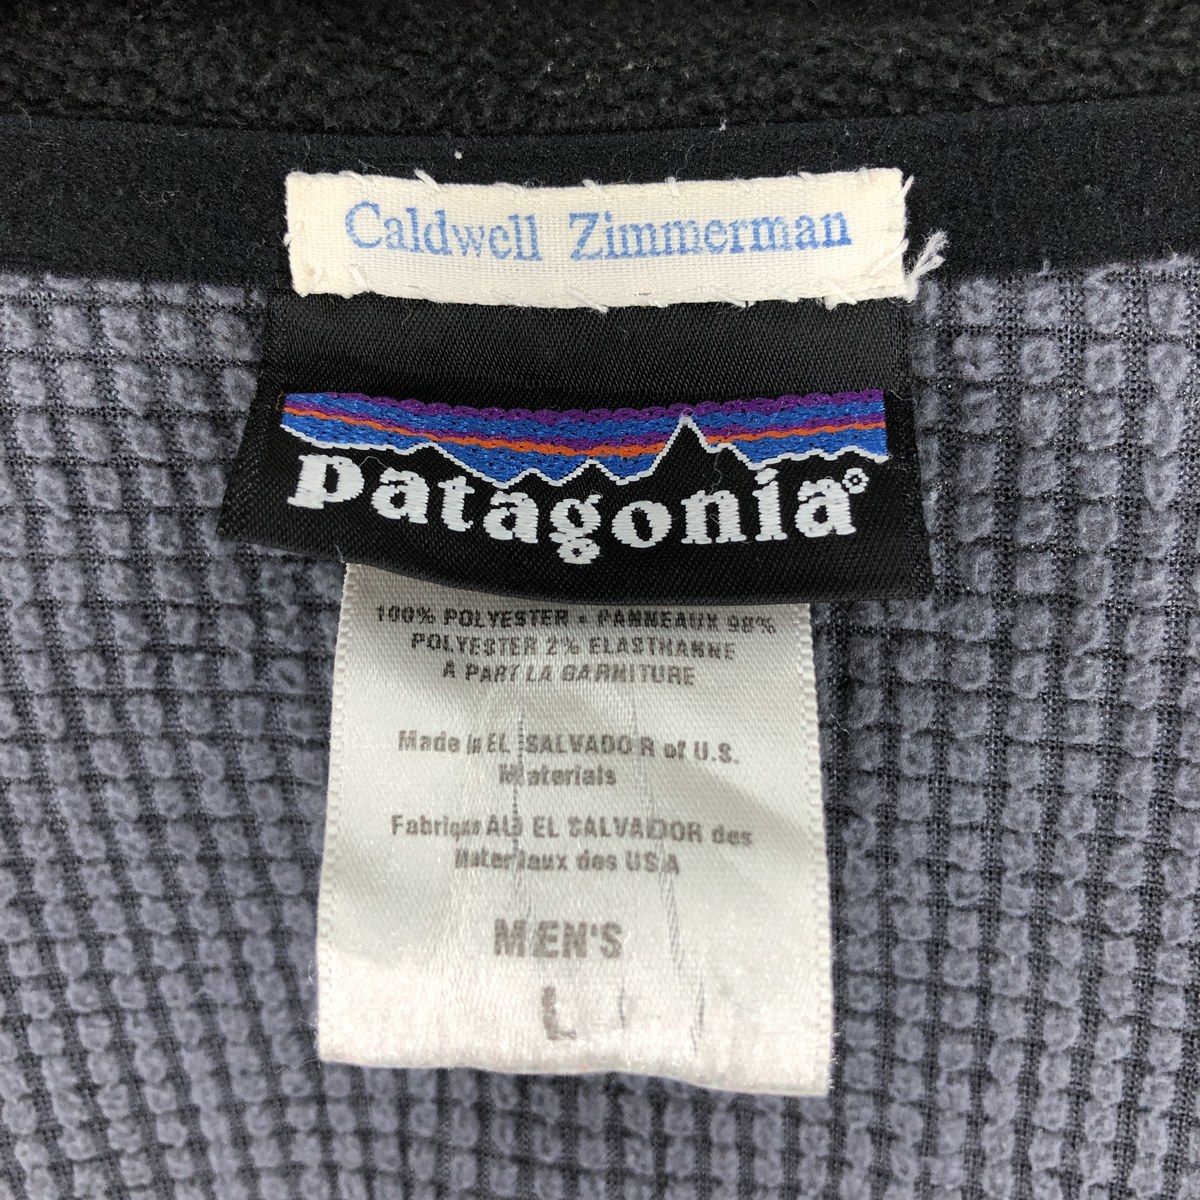 Caldwell Zimmerman
patagonia®
100% POLYESTER • PANNEAUX 98%
POLYESTER 2% ELASTHANNE
A PART LA GARNITURE
Made in EL SALVADOR of U.S.
Materials
Fabriqué AU EL SALVADOR des
Materiaux des USA
MEN'S
L